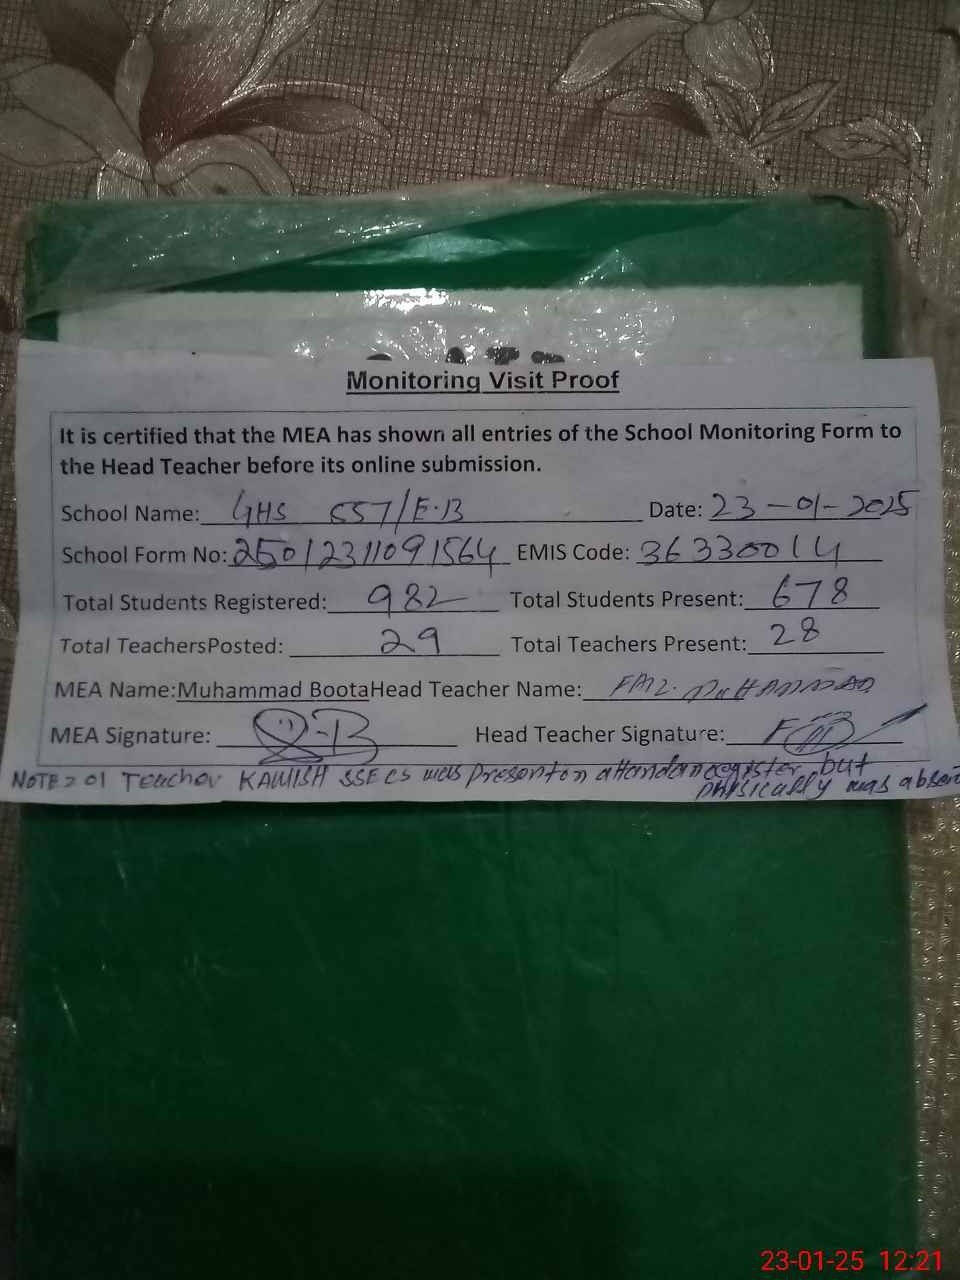 Monitoring Visit Proof
It is certified that the MEA has shown all entries of the School Monitoring Form to
the Head Teacher before its online submission.
School Name: GHS 557/E.B Date: 23-01-2025
School Form No: 25012311091564 EMIS Code: 36330014
Total Students Registered: 982 Total Students Present: 678
Total TeachersPosted: 29 Total Teachers Present: 28
MEA Name:Muhammad BootaHead Teacher Name: MUHAMMAD
MEA Signature: Head Teacher Signature:
NOTE= 01 Teacher KAWISH SSE CS was present on attendance register but
physically was absent
23-01-25 12:21